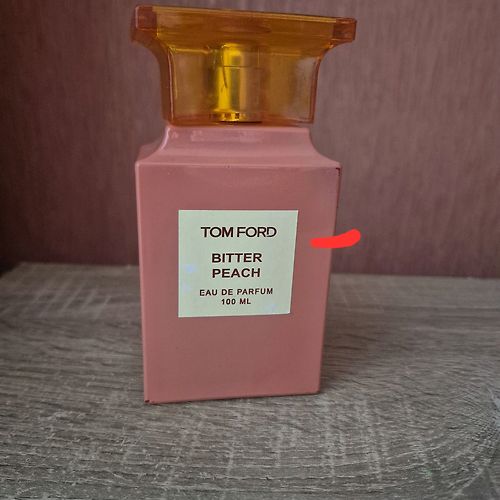 TOM FORD
BITTER
PEACH
EAU DE PARFUM
100 ML